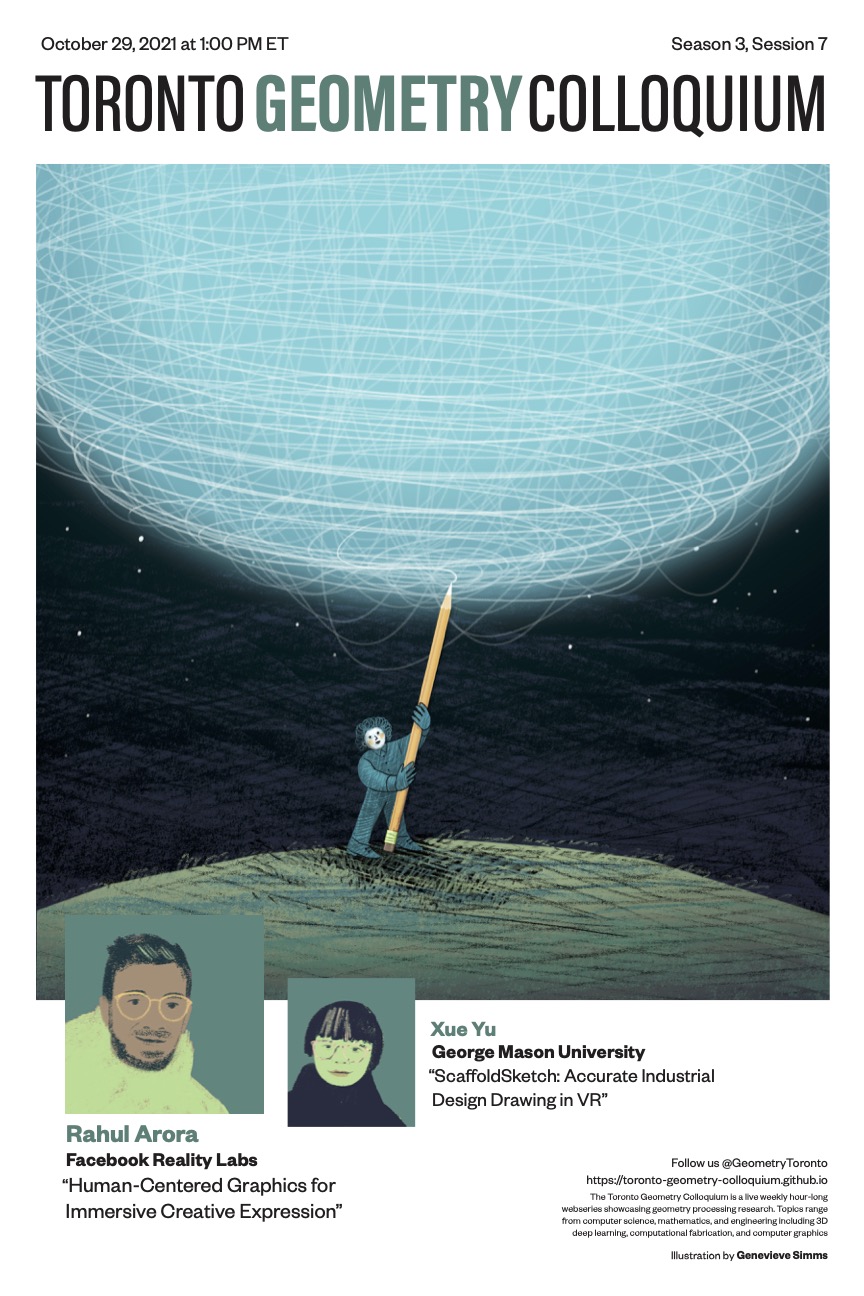 October 29, 2021 at 1:00 PM ET
Season 3, Session 7
TORONTO GEOMETRY COLLOQUIUM
Rahul Arora
Facebook Reality Labs
“Human-Centered Graphics for
Immersive Creative Expression”
Xue Yu
George Mason University
“ScaffoldSketch: Accurate Industrial
Design Drawing in VR”
Follow us @GeometryToronto
https://toronto-geometry-colloquium.github.io
The Toronto Geometry Colloquium is a live weekly hour-long
webseries showcasing geometry processing research. Topics range
from computer science, mathematics, and engineering including 3D
deep learning, computational fabrication, and computer graphics
Illustration by Genevieve Simms